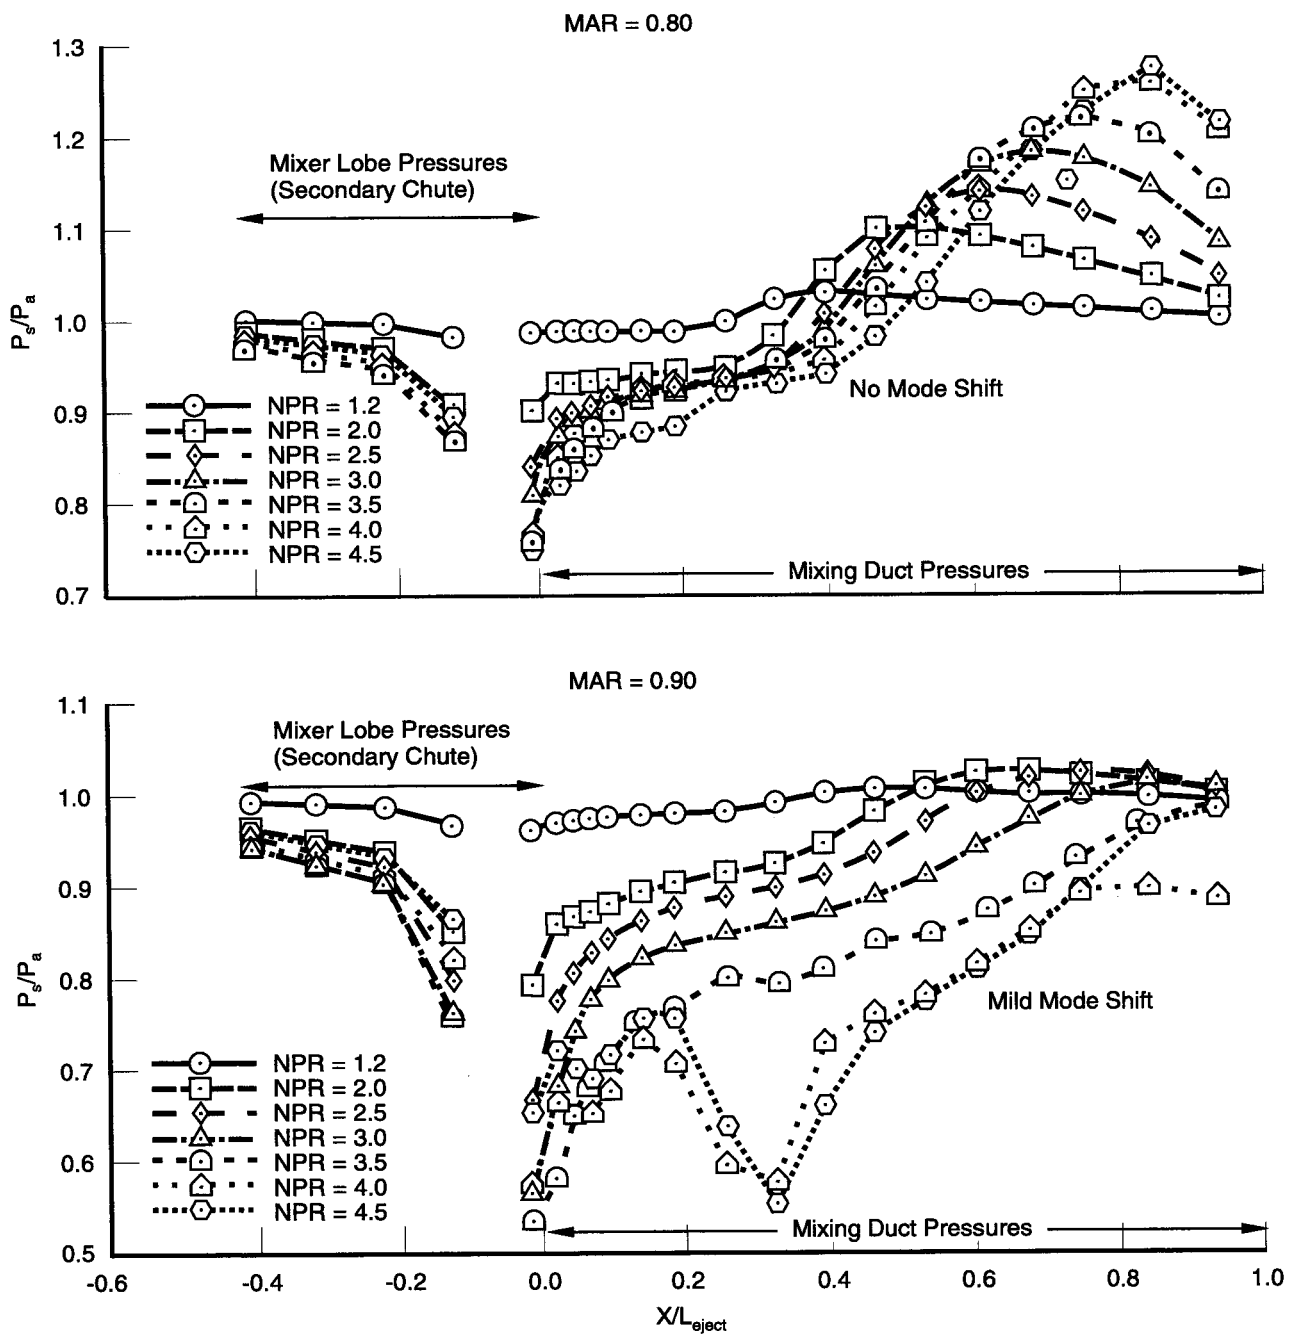 MAR = 0.80
1.3
1.2
1.1
1.0
0.9
0.8
0.7
Ps/Pa
Mixer Lobe Pressures
(Secondary Chute)
No Mode Shift
NPR = 1.2
NPR = 2.0
NPR = 2.5
NPR = 3.0
NPR = 3.5
NPR = 4.0
NPR = 4.5
Mixing Duct Pressures
MAR = 0.90
1.1
1.0
0.9
0.8
0.7
0.6
0.5
Ps/Pa
Mixer Lobe Pressures
(Secondary Chute)
Mild Mode Shift
NPR = 1.2
NPR = 2.0
NPR = 2.5
NPR = 3.0
NPR = 3.5
NPR = 4.0
NPR = 4.5
Mixing Duct Pressures
-0.6 -0.4 -0.2 0.0 0.2 0.4 0.6 0.8 1.0
X/Leject